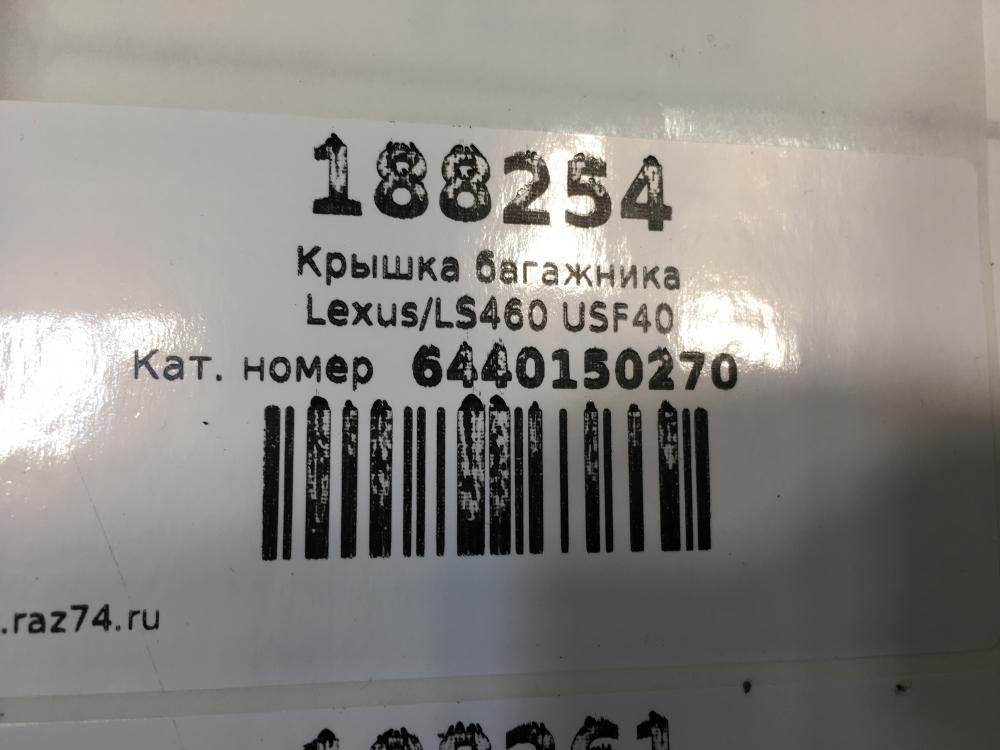 188254
Крышка багажника
Lexus/LS460 USF40
Кат. номер 6440150270
.raz74.ru